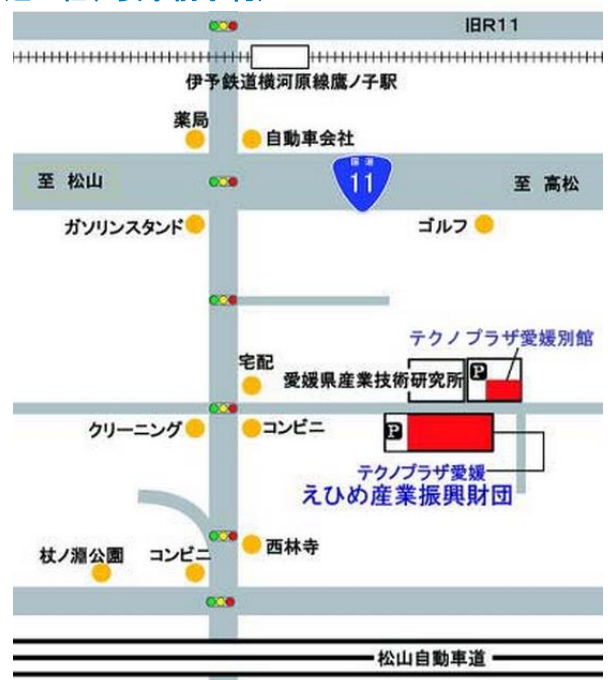 旧R11
伊予鉄道横河原線鷹ノ子駅
薬局
自動車会社
至 松山
国道
11
至 高松
ガソリンスタンド
ゴルフ
テクノプラザ愛媛別館
宅配
愛媛県産業技術研究所
P
クリーニング
コンビニ
P
テクノプラザ愛媛
えひめ産業振興財団
杖ノ淵公園
コンビニ
西林寺
松山自動車道